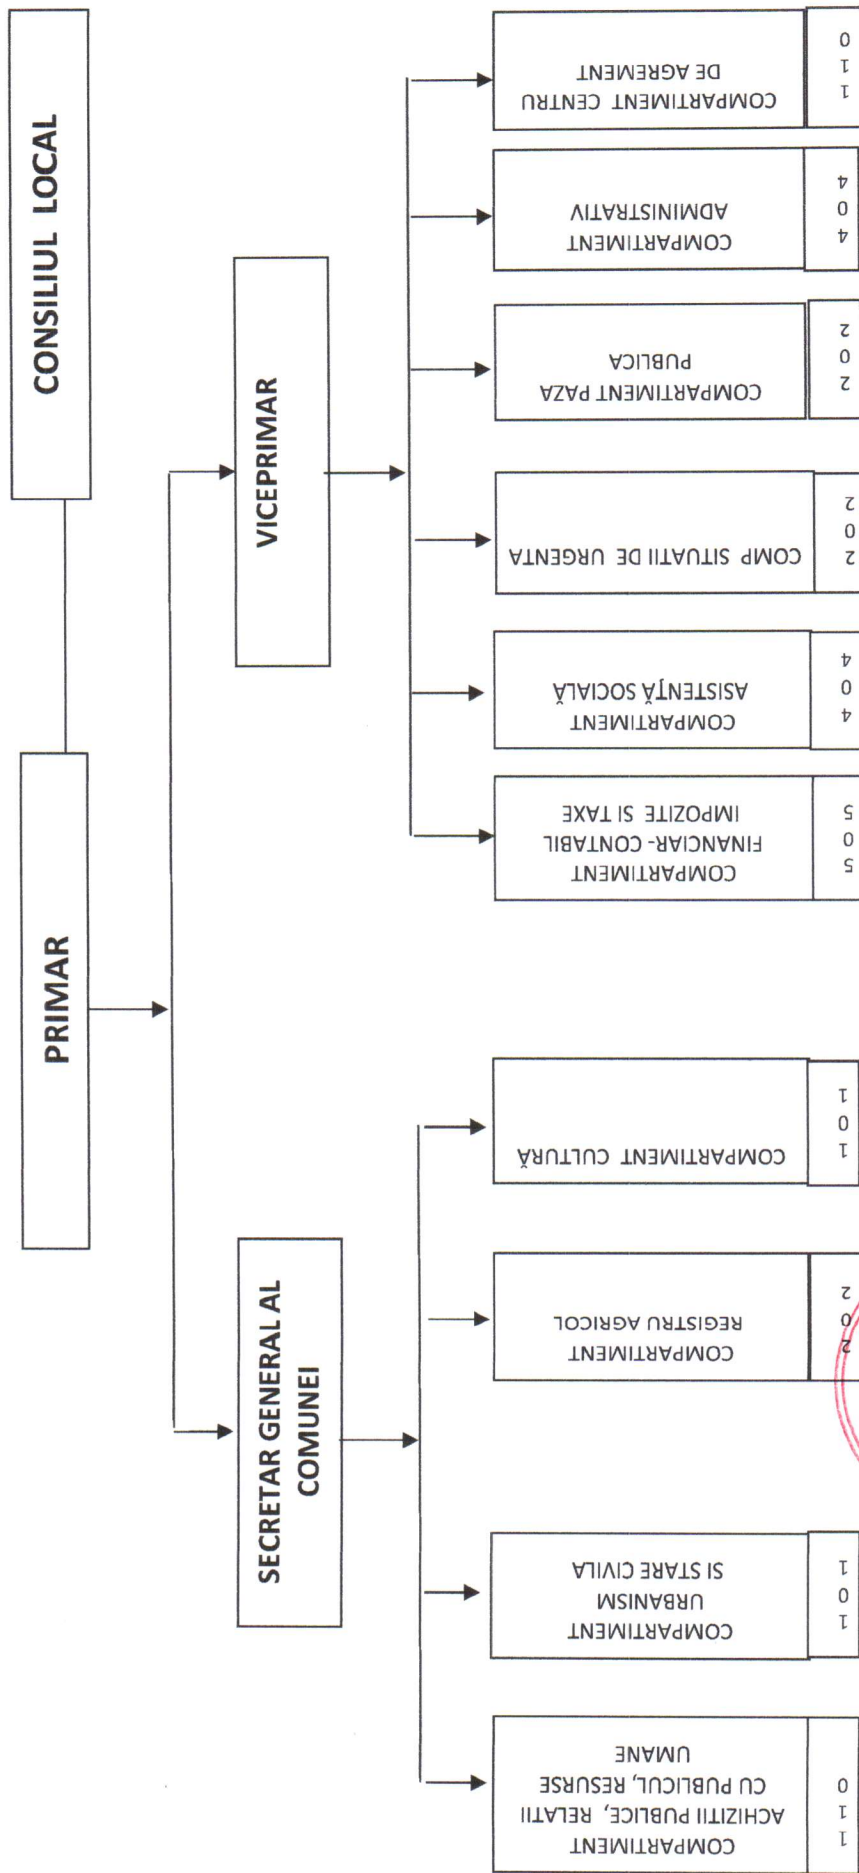 PRIMAR
CONSILIUL LOCAL
SECRETAR GENERAL AL
COMUNEI
VICEPRIMAR
COMPARTIMENT
ACHIZITII PUBLICE, RELATII
CU PUBLICUL, RESURSE
UMANE
1
1
0
COMPARTIMENT
URBANISM
SI STARE CIVILA
1
0
1
COMPARTIMENT
REGISTRU AGRICOL
2
0
2
COMPARTIMENT CULTURĂ
1
0
1
COMPARTIMENT
FINANCIAR- CONTABIL
IMPOZITE SI TAXE
5
0
5
COMPARTIMENT
ASISTENŢĂ SOCIALĂ
4
0
4
COMP SITUATII DE URGENTA
2
0
2
COMPARTIMENT PAZA
PUBLICA
2
0
2
COMPARTIMENT
ADMINISTRATIV
4
0
4
COMPARTIMENT CENTRU
DE AGREMENT
1
1
0